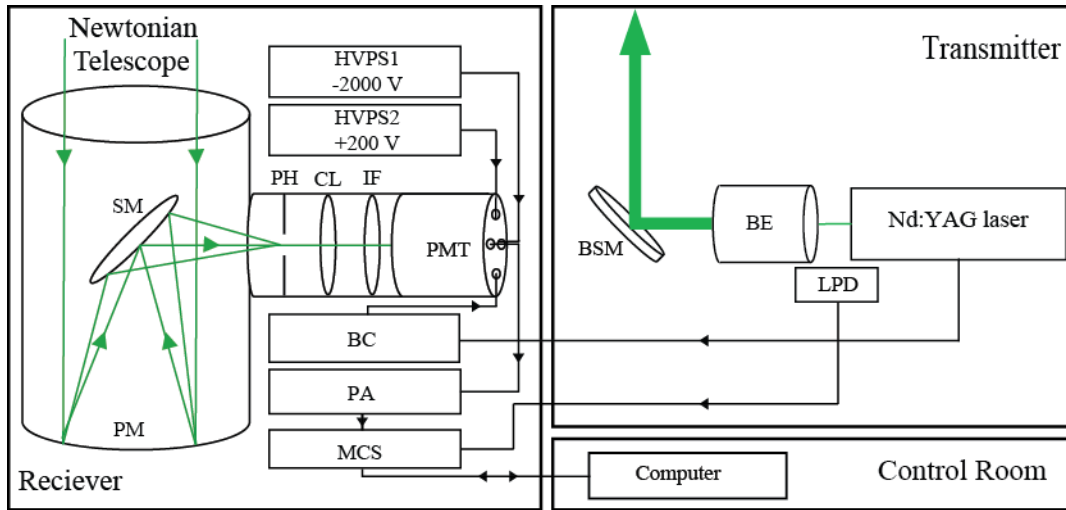 Newtonian
Telescope
HVPS1
-2000 V
HVPS2
+200 V
PH
CL
IF
SM
PMT
BC
PA
MCS
PM
Reciever
Transmitter
BSM
BE
Nd:YAG laser
LPD
Computer
Control Room